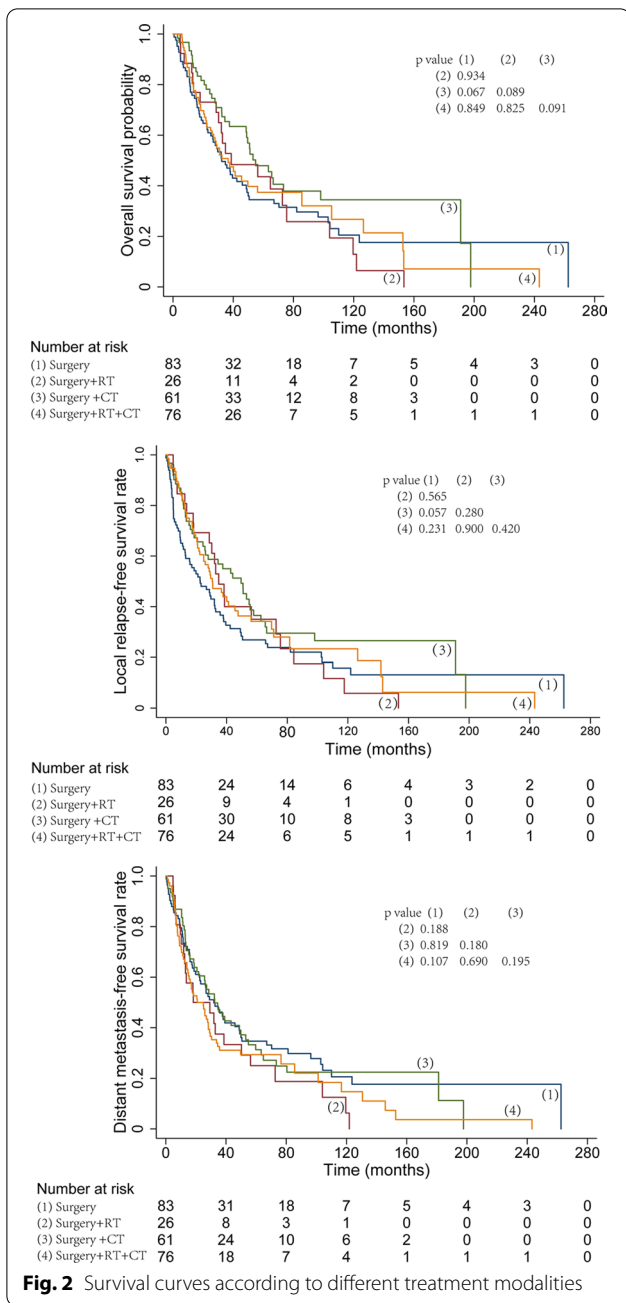 Overall survival probability
1.0
0.8
0.6
0.4
0.2
0
p value (1) (2) (3)
(2) 0.934
(3) 0.067 0.089
(4) 0.849 0.825 0.091
(3)
(1)
(2)
(4)
0 40 80 120 160 200 240 280
Time (months)
Number at risk
(1) Surgery 83 32 18 7 5 4 3 0
(2) Surgery+RT 26 11 4 2 0 0 0 0
(3) Surgery +CT 61 33 12 8 3 0 0 0
(4) Surgery+RT+CT 76 26 7 5 1 1 1 0
Local relapse-free survival rate
1.0
0.8
0.6
0.4
0.2
0
p value (1) (2) (3)
(2) 0.565
(3) 0.057 0.280
(4) 0.231 0.900 0.420
(3)
(1)
(2)
(4)
0 40 80 120 160 200 240 280
Time (months)
Number at risk
(1) Surgery 83 24 14 6 4 3 2 0
(2) Surgery+RT 26 9 4 1 0 0 0 0
(3) Surgery +CT 61 30 10 8 3 0 0 0
(4) Surgery+RT+CT 76 24 6 5 1 1 1 0
Distant metastasis-free survival rate
1.0
0.8
0.6
0.4
0.2
0
p value (1) (2) (3)
(2) 0.188
(3) 0.819 0.180
(4) 0.107 0.690 0.195
(3)
(1)
(2)
(4)
0 40 80 120 160 200 240 280
Time (months)
Number at risk
(1) Surgery 83 31 18 7 5 4 3 0
(2) Surgery+RT 26 8 3 1 0 0 0 0
(3) Surgery +CT 61 24 10 6 2 0 0 0
(4) Surgery+RT+CT 76 18 7 4 1 1 1 0
Fig. 2 Survival curves according to different treatment modalities